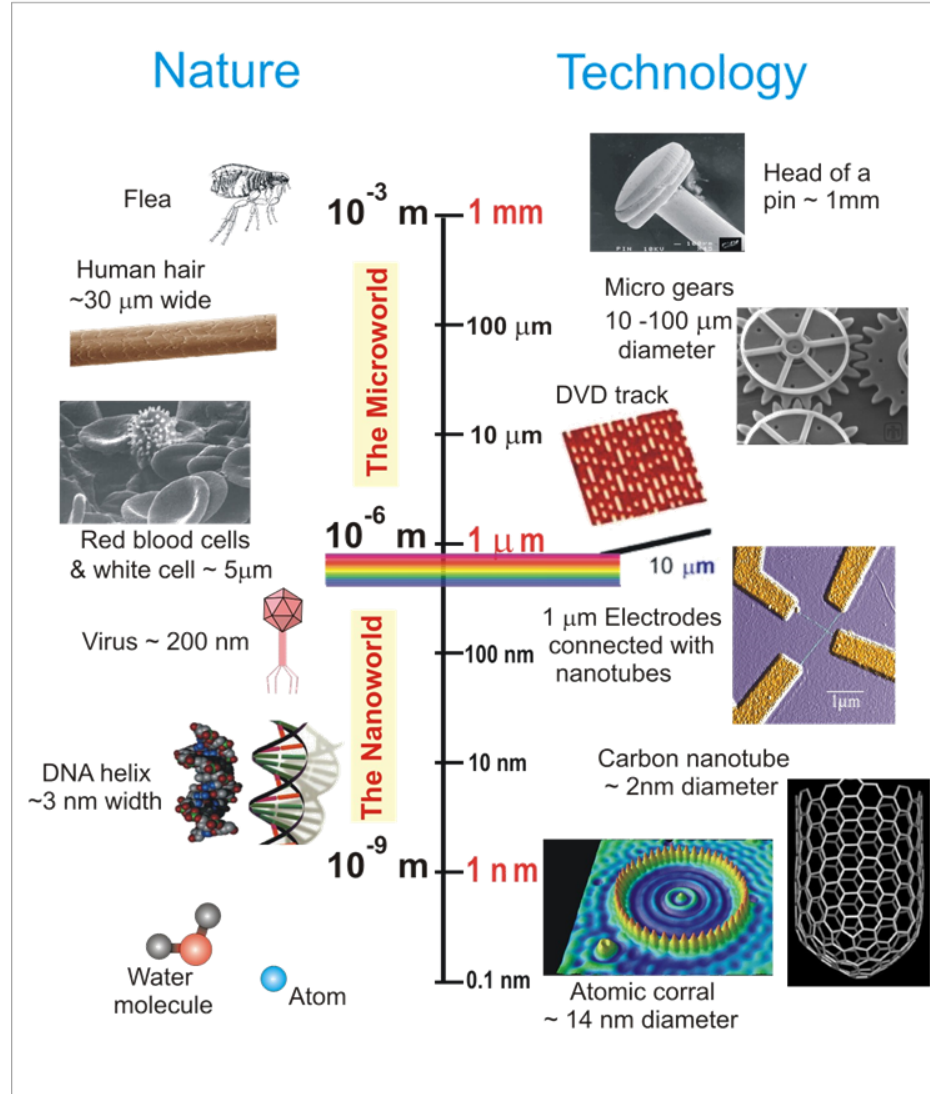 Nature
Technology
Flea
10-3 m
1 mm
Head of a
pin ~ 1mm
Human hair
~30 μm wide
The Microworld
100 μm
Micro gears
10 -100 μm
diameter
DVD track
10 μm
10-6 m
1 μm
Red blood cells
& white cell ~ 5μm
10 μm
Virus ~ 200 nm
The Nanoworld
100 nm
1 μm Electrodes
connected with
nanotubes
1μm
DNA helix
~3 nm width
10 nm
Carbon nanotube
~ 2nm diameter
10-9 m
1 nm
Water
molecule
Atom
0.1 nm
Atomic corral
~ 14 nm diameter